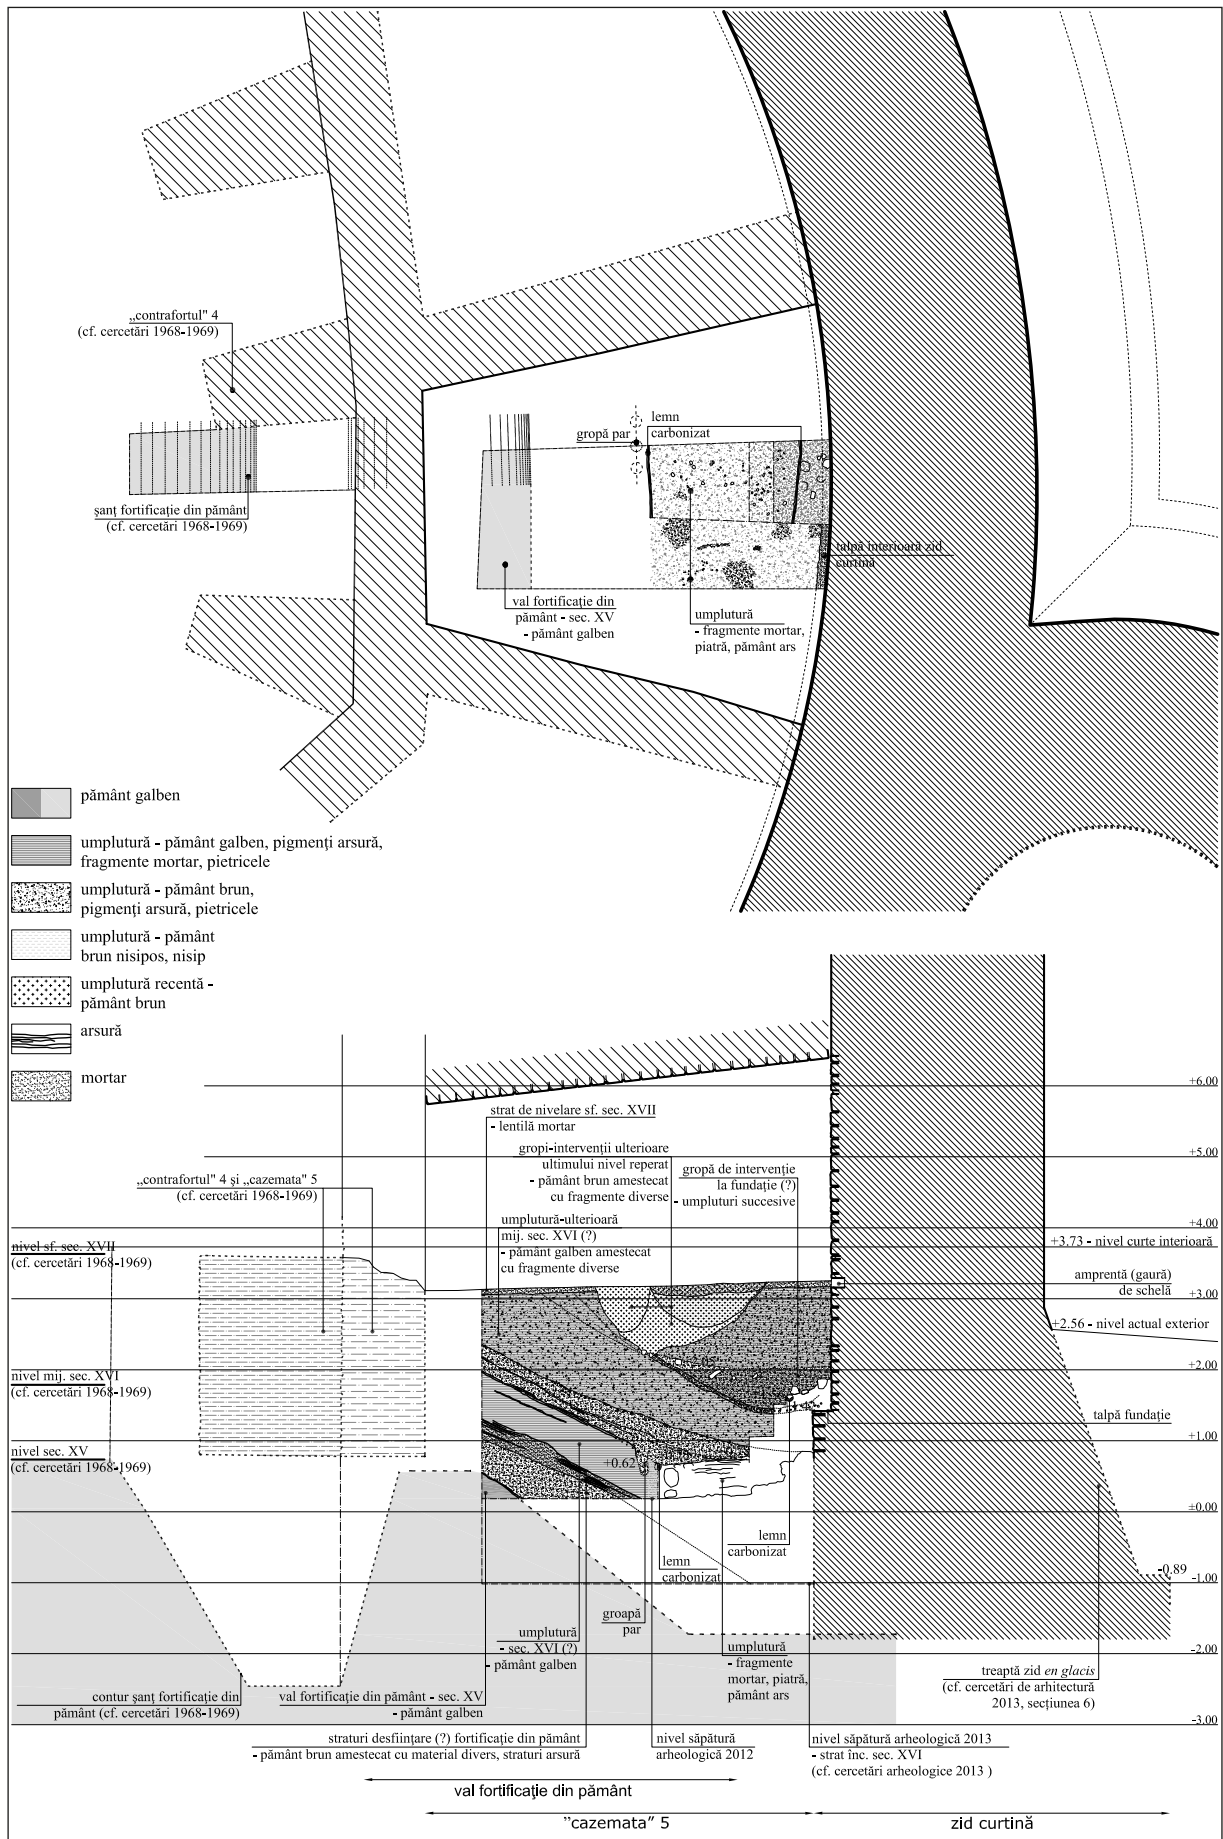 „contrafortul" 4
(cf. cercetări 1968-1969)
lemn
carbonizat
gropă par
şanţ fortificaţie din pământ
(cf. cercetări 1968-1969)
talpă interioară zid
curtină
val fortificaţie din
pământ - sec. XV
- pământ galben
umplutură
- fragmente mortar,
piatră, pământ ars
pământ galben
umplutură - pământ galben, pigmenţi arsură,
fragmente mortar, pietricele
umplutură - pământ brun,
pigmenţi arsură, pietricele
umplutură - pământ
brun nisipos, nisip
umplutură recentă -
pământ brun
arsură
mortar
+6.00
strat de nivelare sf. sec. XVII
- lentilă mortar
gropi-intervenţii ulterioare
ultimului nivel reperat
- pământ brun amestecat
cu fragmente diverse
+5.00
gropă de intervenţie
la fundaţie (?)
- umpluturi succesive
„contrafortul" 4 şi „cazemata" 5
(cf. cercetări 1968-1969)
umplutură-ulterioară
mij. sec. XVI (?)
- pământ galben amestecat
cu fragmente diverse
+4.00
nivel sf. sec. XVII
(cf. cercetări 1968-1969)
+3.73 - nivel curte interioară
amprentă (gaură)
de schelă
+3.00
+2.56 - nivel actual exterior
+2.00
nivel mij. sec. XVI
(cf. cercetări 1968-1969)
talpă fundaţie
+1.00
nivel sec. XV
(cf. cercetări 1968-1969)
+0.62
±0.00
lemn
carbonizat
lemn
carbonizat
-0.89
-1.00
groapă
par
umplutură
- sec. XVI (?)
- pământ galben
umplutură
- fragmente
mortar, piatră,
pământ ars
-2.00
treaptă zid en glacis
(cf. cercetări de arhitectură
2013, secţiunea 6)
contur şanţ fortificaţie din
pământ (cf. cercetări 1968-1969)
val fortificaţie din pământ - sec. XV
- pământ galben
-3.00
straturi desfiinţare (?) fortificaţie din pământ
- pământ brun amestecat cu material divers, straturi arsură
nivel săpătură
arheologică 2012
nivel săpătură arheologică 2013
- strat înc. sec. XVI
(cf. cercetări arheologice 2013 )
val fortificaţie din pământ
"cazemata" 5
zid curtină